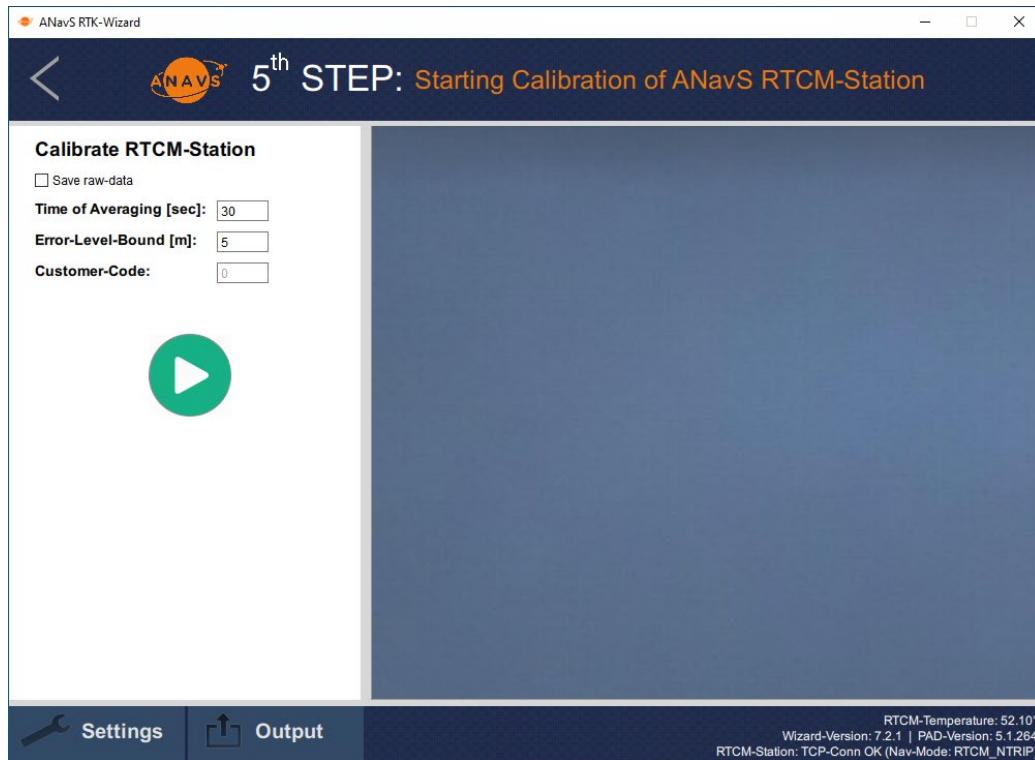 ANavS RTK-Wizard
ANAVS
5th STEP: Starting Calibration of ANavS RTCM-Station
Calibrate RTCM-Station
Save raw-data
Time of Averaging [sec]: 30
Error-Level-Bound [m]: 5
Customer-Code: 0
Settings
Output
RTCM-Temperature: 52.10
Wizard-Version: 7.2.1 | PAD-Version: 5.1.264
RTCM-Station: TCP-Conn OK (Nav-Mode: RTCM_NTRIP